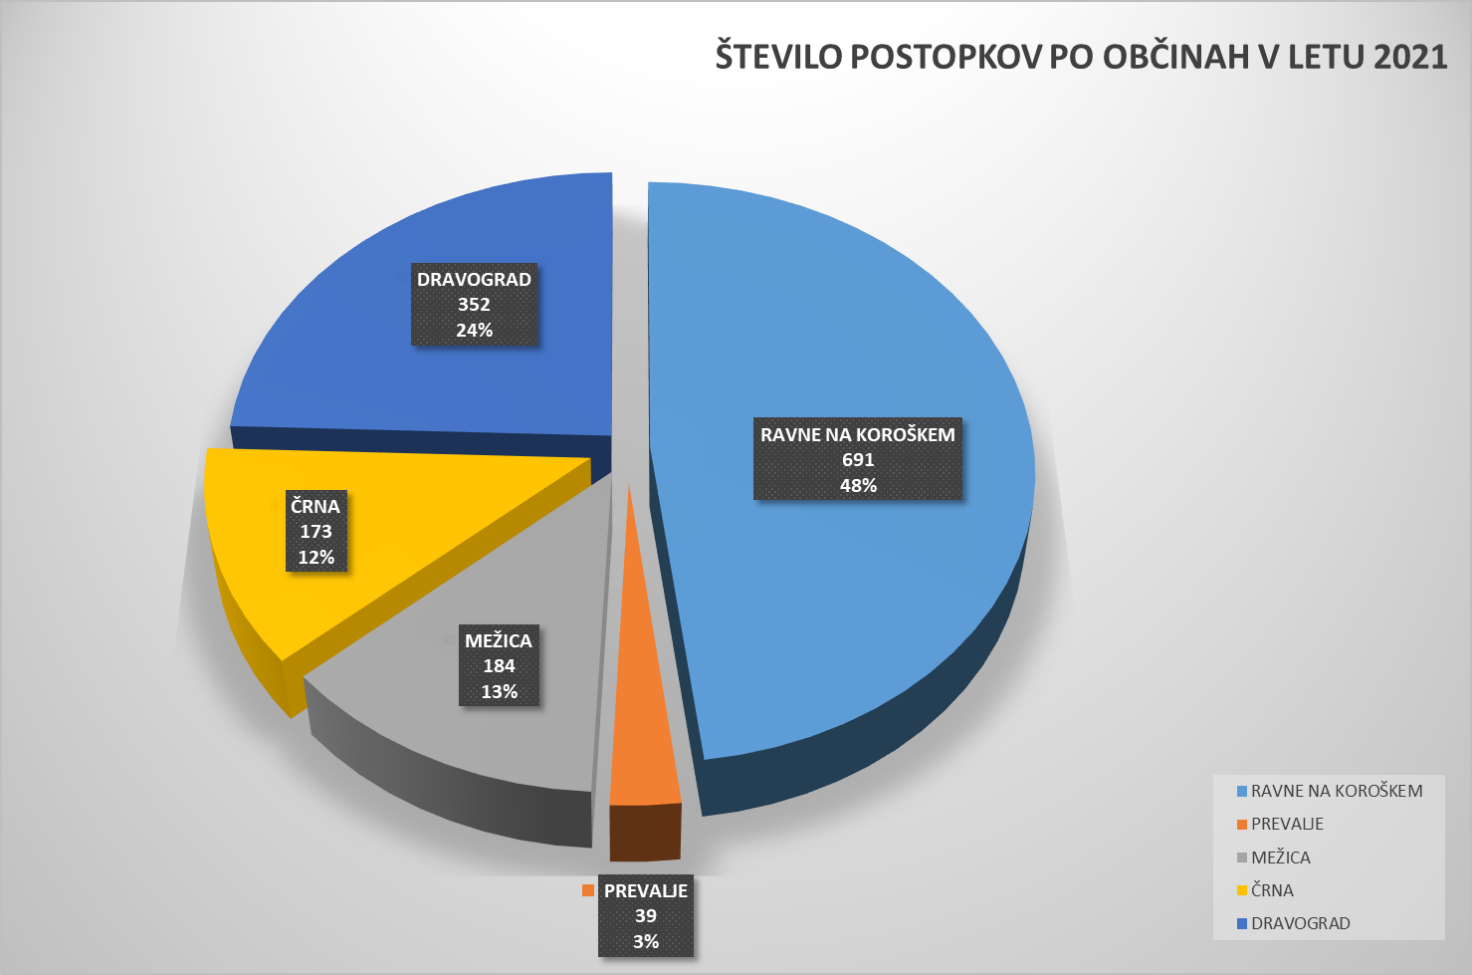 ŠTEVILO POSTOPKOV PO OBČINAH V LETU 2021
DRAVOGRAD
352
24%
RAVNE NA KOROŠKEM
691
48%
ČRNA
173
12%
MEŽICA
184
13%
PREVALJE
39
3%
RAVNE NA KOROŠKEM
PREVALJE
MEŽICA
ČRNA
DRAVOGRAD